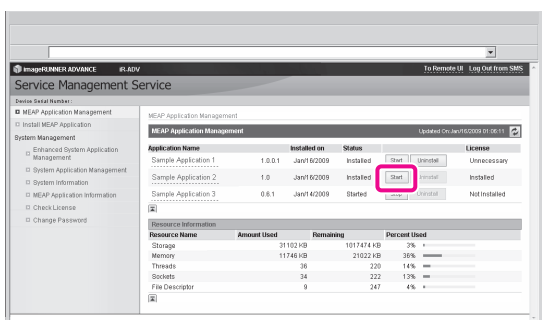 imageRUNNER ADVANCE iR-ADV To Remote UI Log Out from SMS
Service Management Service
Device Serial Number :
MEAP Application Management
Install MEAP Application
System Management
Enhanced System Application
Management
System Application Management
System Information
MEAP Application Information
Check License
Change Password
MEAP Application Management
MEAP Application Management Updated On:Jan/16/2009 01:06:11
Application Name Installed on Status License
Sample Application 1 1.0.0.1 Jan/16/2009 Installed Start Uninstall Unnecessary
Sample Application 2 1.0 Jan/16/2009 Installed Start Uninstall Installed
Sample Application 3 0.6.1 Jan/14/2009 Started Stop Uninstall Not Installed
Resource Information
Resource Name Amount Used Remaining Percent Used
Storage 31102 KB 1017474 KB 3%
Memory 11746 KB 21022 KB 36%
Threads 36 220 14%
Sockets 34 222 13%
File Descriptor 9 247 4%